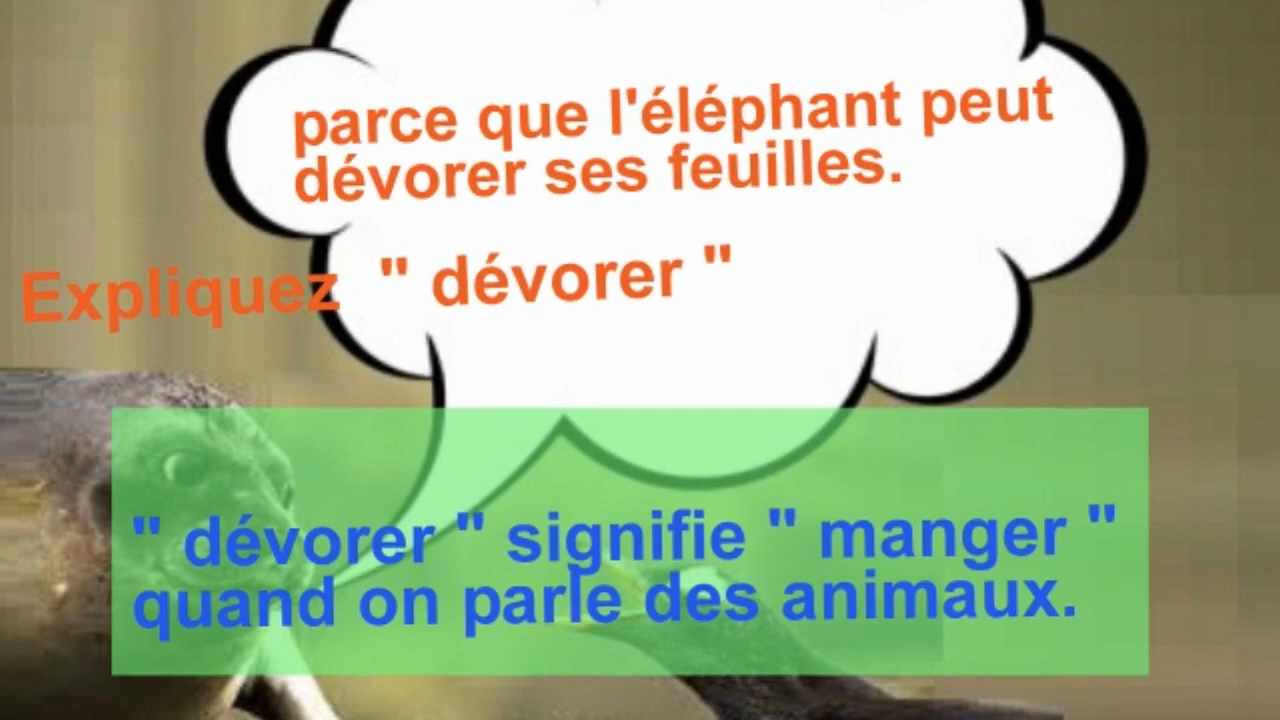 parce que l'éléphant peut
dévorer ses feuilles.
Expliquez " dévorer "
" dévorer " signifie " manger "
quand on parle des animaux.